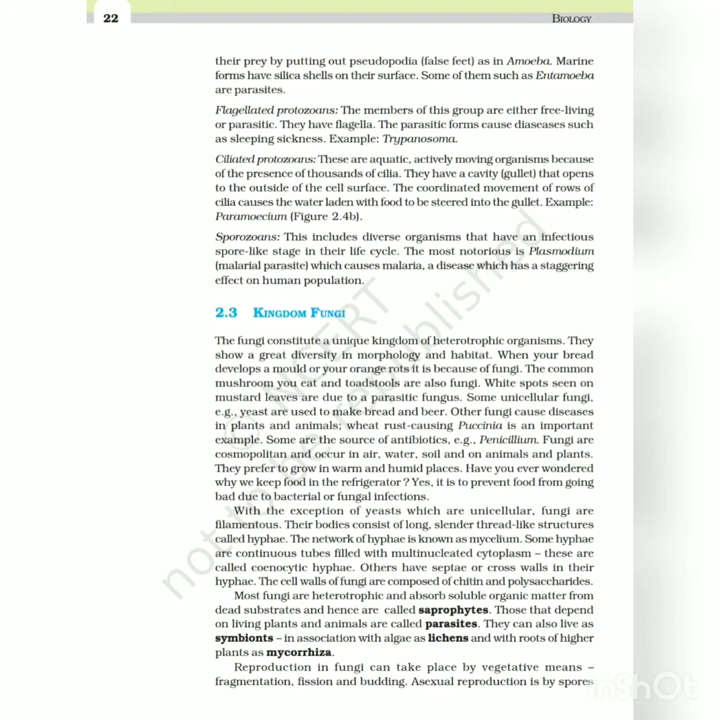 22
BIOLOGY
their prey by putting out pseudopodia (false feet) as in Amoeba. Marine
forms have silica shells on their surface. Some of them such as Entamoeba
are parasites.
Flagellated protozoans: The members of this group are either free-living
or parasitic. They have flagella. The parasitic forms cause diaseases such
as sleeping sickness. Example: Trypanosoma.
Ciliated protozoans: These are aquatic, actively moving organisms because
of the presence of thousands of cilia. They have a cavity (gullet) that opens
to the outside of the cell surface. The coordinated movement of rows of
cilia causes the water laden with food to be steered into the gullet. Example:
Paramoecium (Figure 2.4b).
Sporozoans: This includes diverse organisms that have an infectious
spore-like stage in their life cycle. The most notorious is Plasmodium
(malarial parasite) which causes malaria, a disease which has a staggering
effect on human population.
2.3 KINGDOM FUNGI
The fungi constitute a unique kingdom of heterotrophic organisms. They
show a great diversity in morphology and habitat. When your bread
develops a mould or your orange rots it is because of fungi. The common
mushroom you eat and toadstools are also fungi. White spots seen on
mustard leaves are due to a parasitic fungus. Some unicellular fungi,
e.g., yeast are used to make bread and beer. Other fungi cause diseases
in plants and animals; wheat rust-causing Puccinia is an important
example. Some are the source of antibiotics, e.g., Penicillium. Fungi are
cosmopolitan and occur in air, water, soil and on animals and plants.
They prefer to grow in warm and humid places. Have you ever wondered
why we keep food in the refrigerator ? Yes, it is to prevent food from going
bad due to bacterial or fungal infections.
With the exception of yeasts which are unicellular, fungi are
filamentous. Their bodies consist of long, slender thread-like structures
called hyphae. The network of hyphae is known as mycelium. Some hyphae
are continuous tubes filled with multinucleated cytoplasm – these are
called coenocytic hyphae. Others have septae or cross walls in their
hyphae. The cell walls of fungi are composed of chitin and polysaccharides.
Most fungi are heterotrophic and absorb soluble organic matter from
dead substrates and hence are called saprophytes. Those that depend
on living plants and animals are called parasites. They can also live as
symbionts – in association with algae as lichens and with roots of higher
plants as mycorrhiza.
Reproduction in fungi can take place by vegetative means –
fragmentation, fission and budding. Asexual reproduction is by spores
© NCERT
not to be republished
InShOt